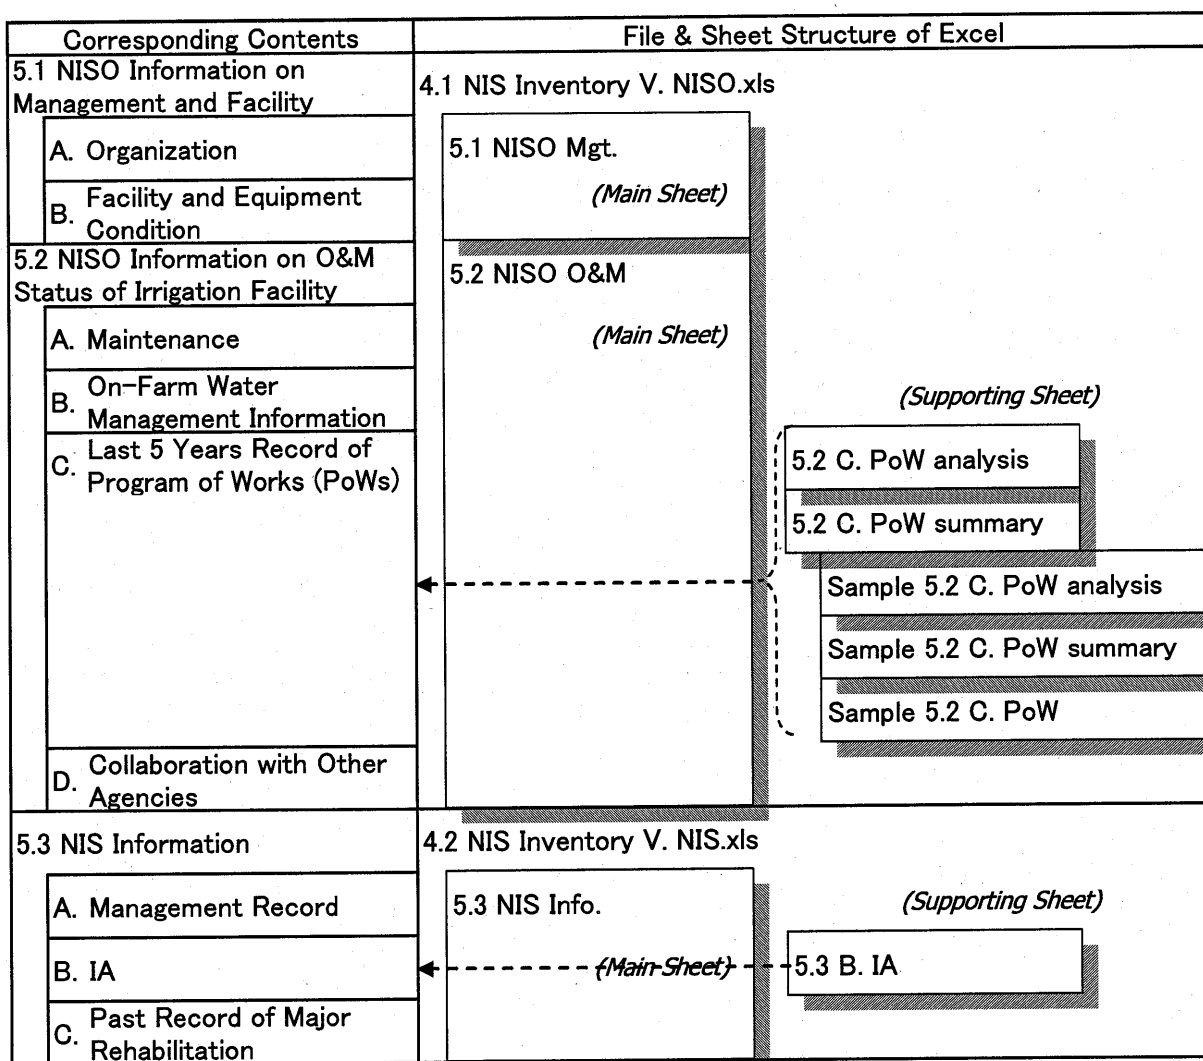 Corresponding Contents
File & Sheet Structure of Excel
5.1 NISO Information on
Management and Facility
4.1 NIS Inventory V. NISO.xls
A. Organization
5.1 NISO Mgt.
(Main Sheet)
B. Facility and Equipment
Condition
5.2 NISO Information on O&M
Status of Irrigation Facility
5.2 NISO O&M
(Main Sheet)
A. Maintenance
B. On-Farm Water
Management Information
(Supporting Sheet)
C. Last 5 Years Record of
Program of Works (PoWs)
5.2 C. PoW analysis
5.2 C. PoW summary
Sample 5.2 C. PoW analysis
Sample 5.2 C. PoW summary
Sample 5.2 C. PoW
D. Collaboration with Other
Agencies
5.3 NIS Information
4.2 NIS Inventory V. NIS.xls
A. Management Record
5.3 NIS Info.
(Supporting Sheet)
B. IA
(Main Sheet)
5.3 B. IA
C. Past Record of Major
Rehabilitation